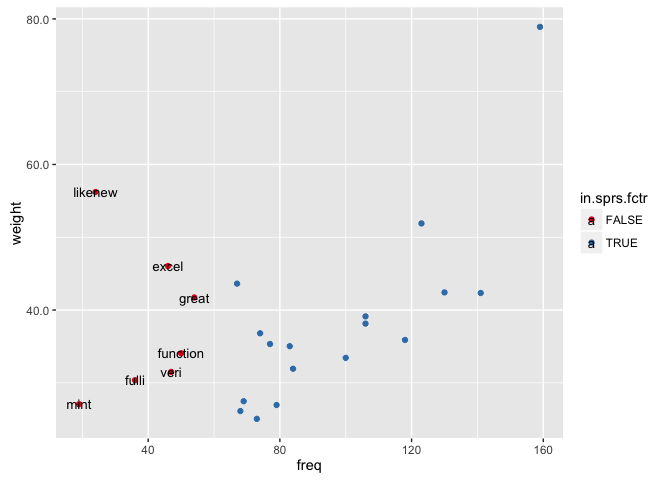 80.0
60.0
40.0
weight
likenew
excel
great
function
veri
fulli
mint
40
80
120
160
freq
in.sprs.fctr
a FALSE
a TRUE